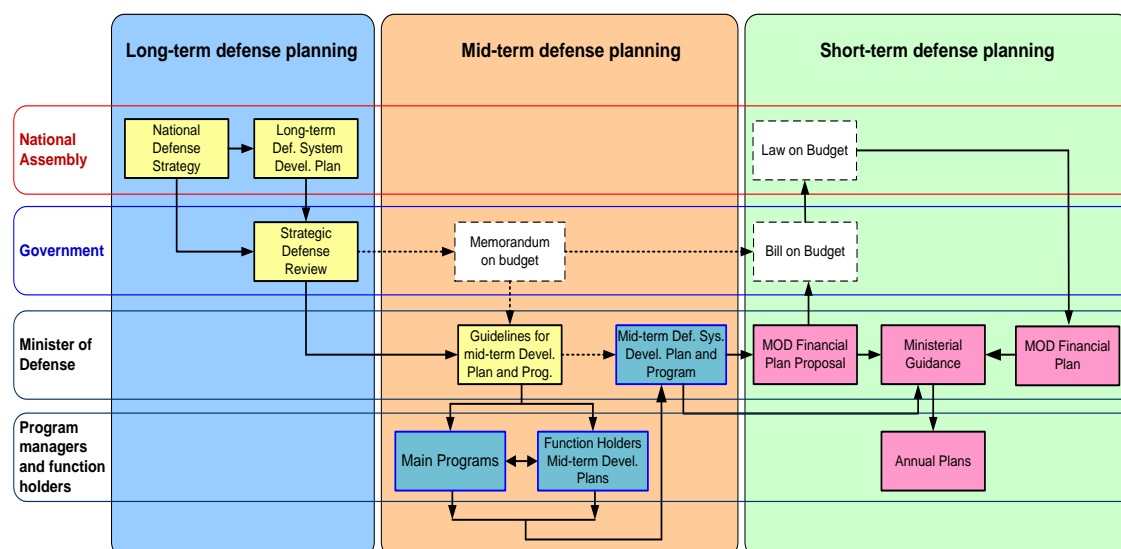 Long-term defense planning
Mid-term defense planning
Short-term defense planning
National
Assembly
National
Defense
Strategy
Long-term
Def. System
Devel. Plan
Law on Budget
Government
Strategic
Defense
Review
Memorandum
on budget
Bill on Budget
Minister of
Defense
Guidelines for
mid-term Devel.
Plan and Prog.
Mid-term Def. Sys.
Devel. Plan and
Program
MOD Financial
Plan Proposal
Ministerial
Guidance
MOD Financial
Plan
Program
managers
and function
holders
Main Programs
Function Holders
Mid-term Devel.
Plans
Annual Plans